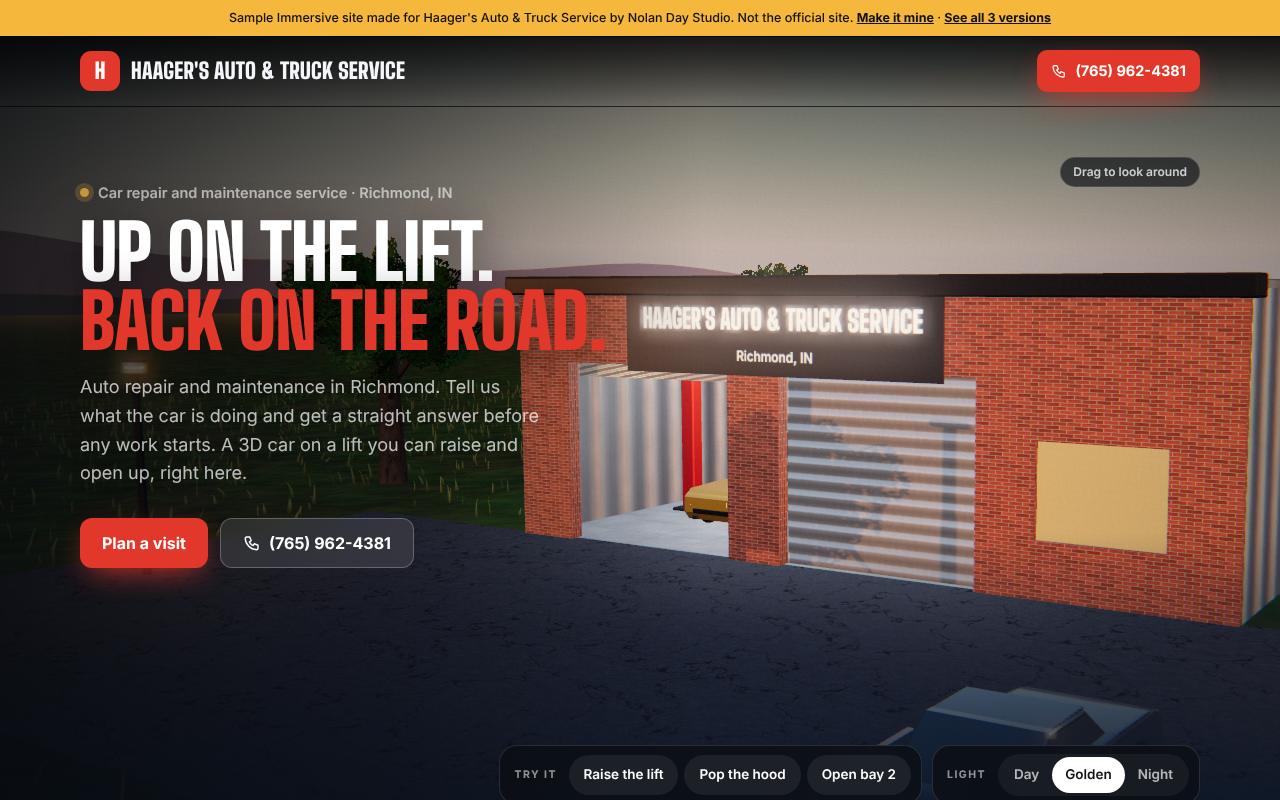 Sample Immersive site made for Haager's Auto & Truck Service by Nolan Day Studio. Not the official site. Make it mine · See all 3 versions
H HAAGER'S AUTO & TRUCK SERVICE
(765) 962-4381
Drag to look around
Car repair and maintenance service · Richmond, IN
UP ON THE LIFT.
BACK ON THE ROAD.
HAAGER'S AUTO & TRUCK SERVICE
Richmond, IN
Auto repair and maintenance in Richmond. Tell us
what the car is doing and get a straight answer before
any work starts. A 3D car on a lift you can raise and
open up, right here.
Plan a visit
(765) 962-4381
TRY IT Raise the lift Pop the hood Open bay 2
LIGHT Day Golden Night